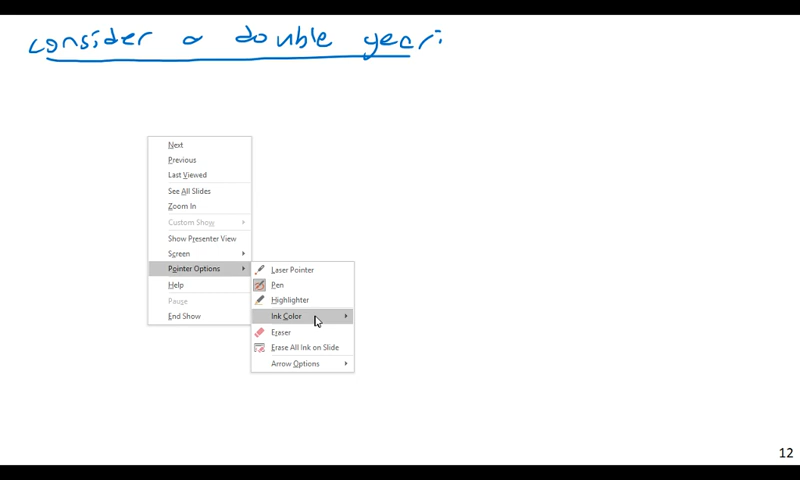 consider a double year:
Next
Previous
Last Viewed
See All Slides
Zoom In
Custom Show
Show Presenter View
Screen
Pointer Options
Help
Pause
End Show
Laser Pointer
Pen
Highlighter
Ink Color
Eraser
Erase All Ink on Slide
Arrow Options
12